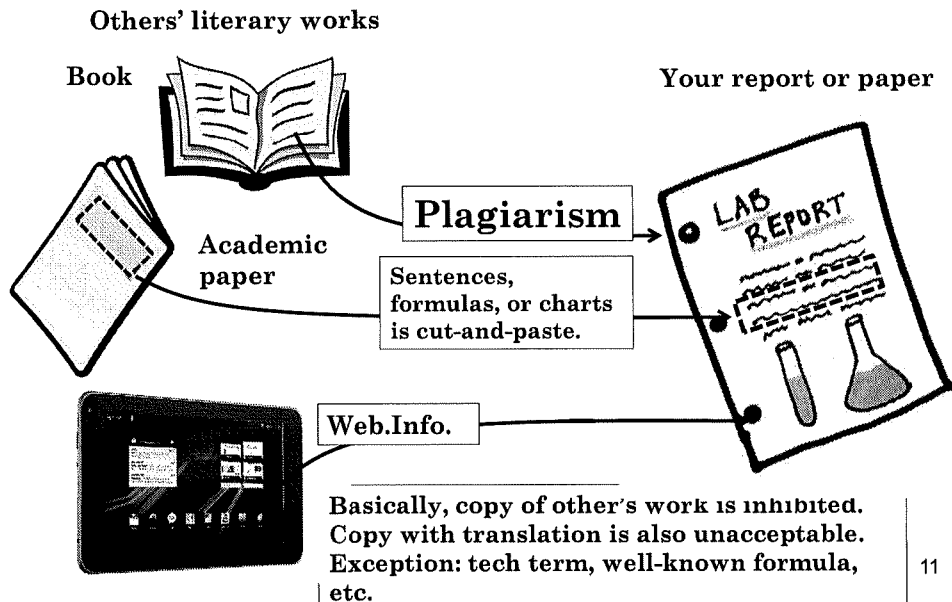 Others' literary works
Book
Your report or paper
Plagiarism
LAB
REPORT
Academic
paper
Sentences,
formulas, or charts
is cut-and-paste.
Web.Info.
Basically, copy of other's work is inhibited.
Copy with translation is also unacceptable.
Exception: tech term, well-known formula,
etc.
11